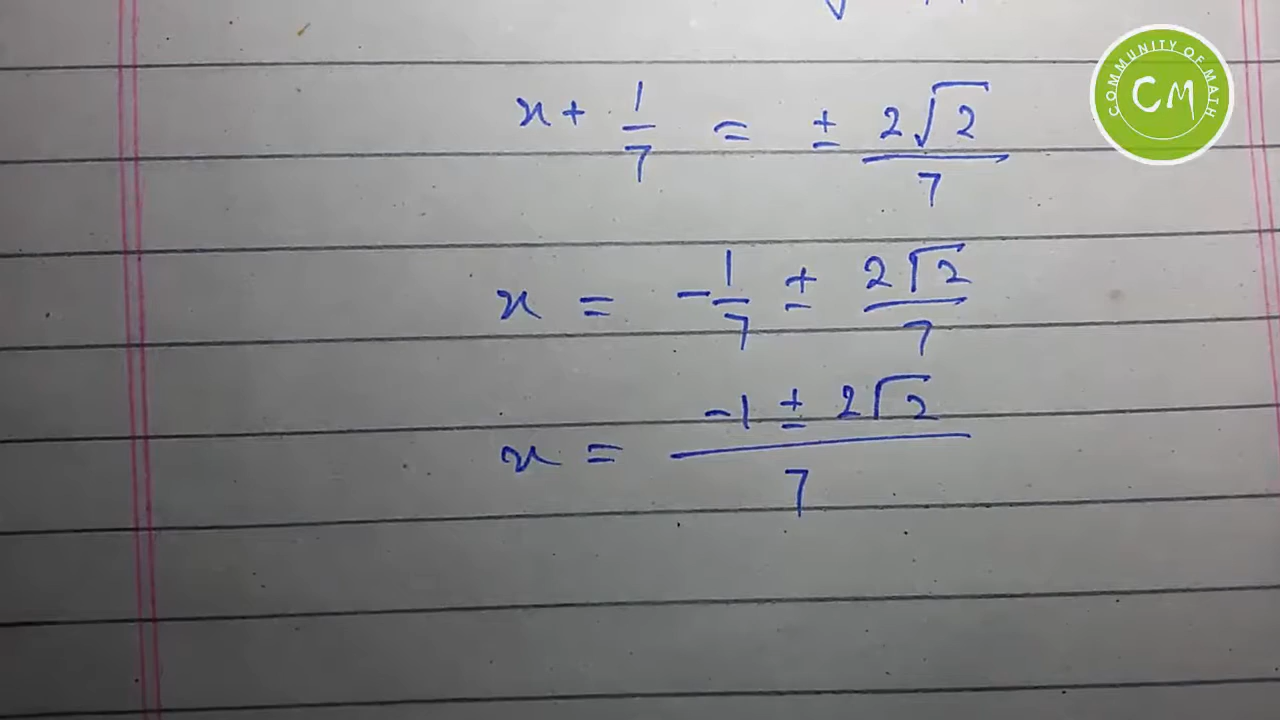 x + 1/7 = ± 2√2/7
x = -1/7 ± 2√2/7
x = -1 ± 2√2/7
COMMUNITY OF MATH
CM